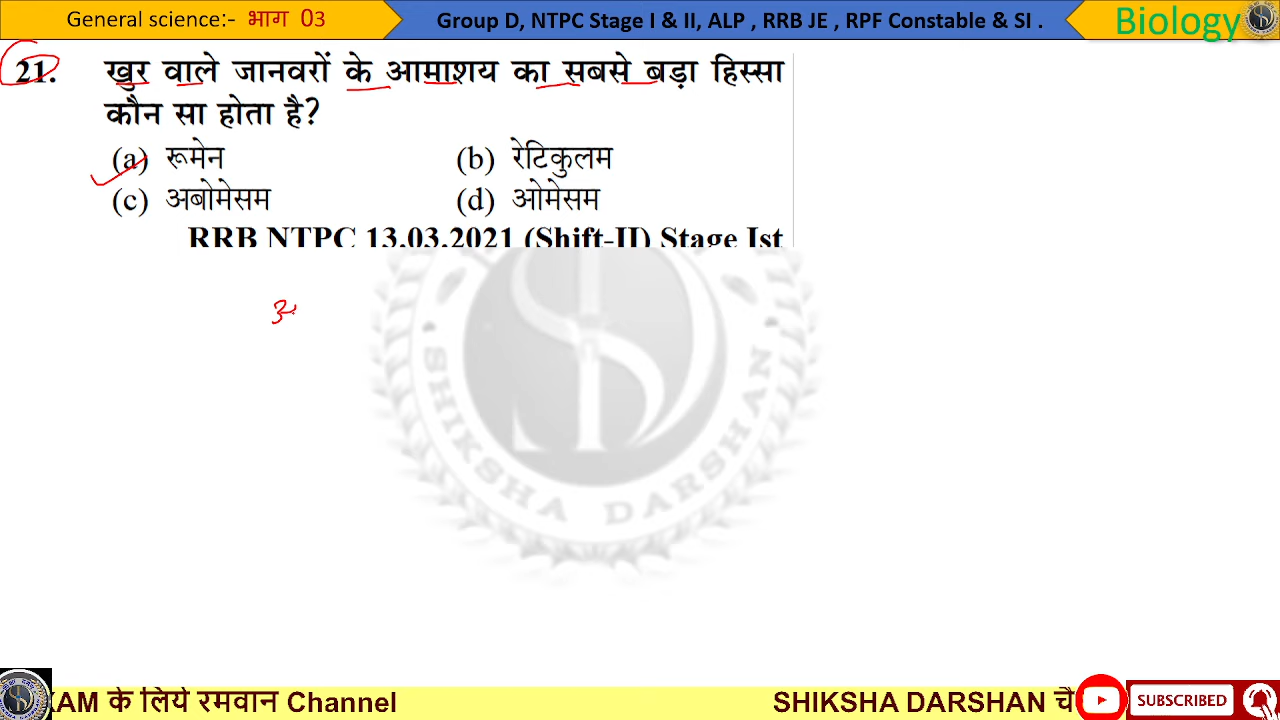 General science:- भाग 03
Group D, NTPC Stage I & II, ALP , RRB JE , RPF Constable & SI .
Biology
21. खुर वाले जानवरों के आमाशय का सबसे बड़ा हिस्सा
कौन सा होता है?
(a) रूमेन (b) रेटिकुलम
(c) अबोमेसम (d) ओमेसम
RRB NTPC 13.03.2021 (Shift-II) Stage Ist
SHIKSHA DARSHAN
के लिये रमवान Channel
SHIKSHA DARSHAN
SUBSCRIBED